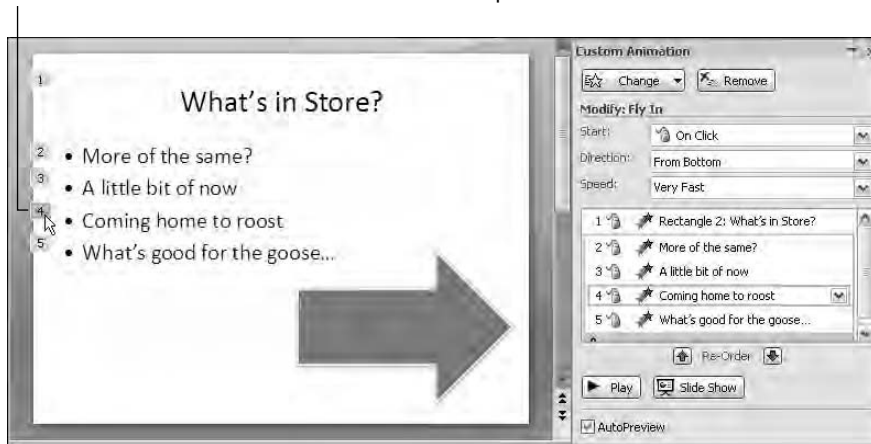 Custom Animation
Change Remove
Modify: Fly In
Start: On Click
Direction: From Bottom
Speed: Very Fast
1 What's in Store?
2 • More of the same?
3 • A little bit of now
4 • Coming home to roost
5 • What's good for the goose...
1 Rectangle 2: What's in Store?
2 More of the same?
3 A little bit of now
4 Coming home to roost
5 What's good for the goose...
Re-Order
Play Slide Show
AutoPreview